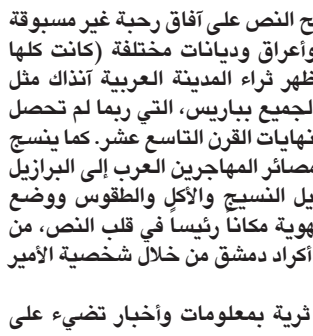 ح النص على آفاق رحبة غير مسبوقة
وأعراق وديانات مختلفة (كانت كلها
ظهر ثراء المدينة العربية آنذاك مثل
لجميع بباريس، التي ربما لم تحصل
نهايات القرن التاسع عشر. كما ينسج
مصائر المهاجرين العرب إلى البرازيل
يل النسيج والأكل والطقوس ووضع
هوية مكاناً رئيساً في قلب النص، من
أكراد دمشق من خلال شخصية الأمير
ثرية بمعلومات وأخبار تضيء على